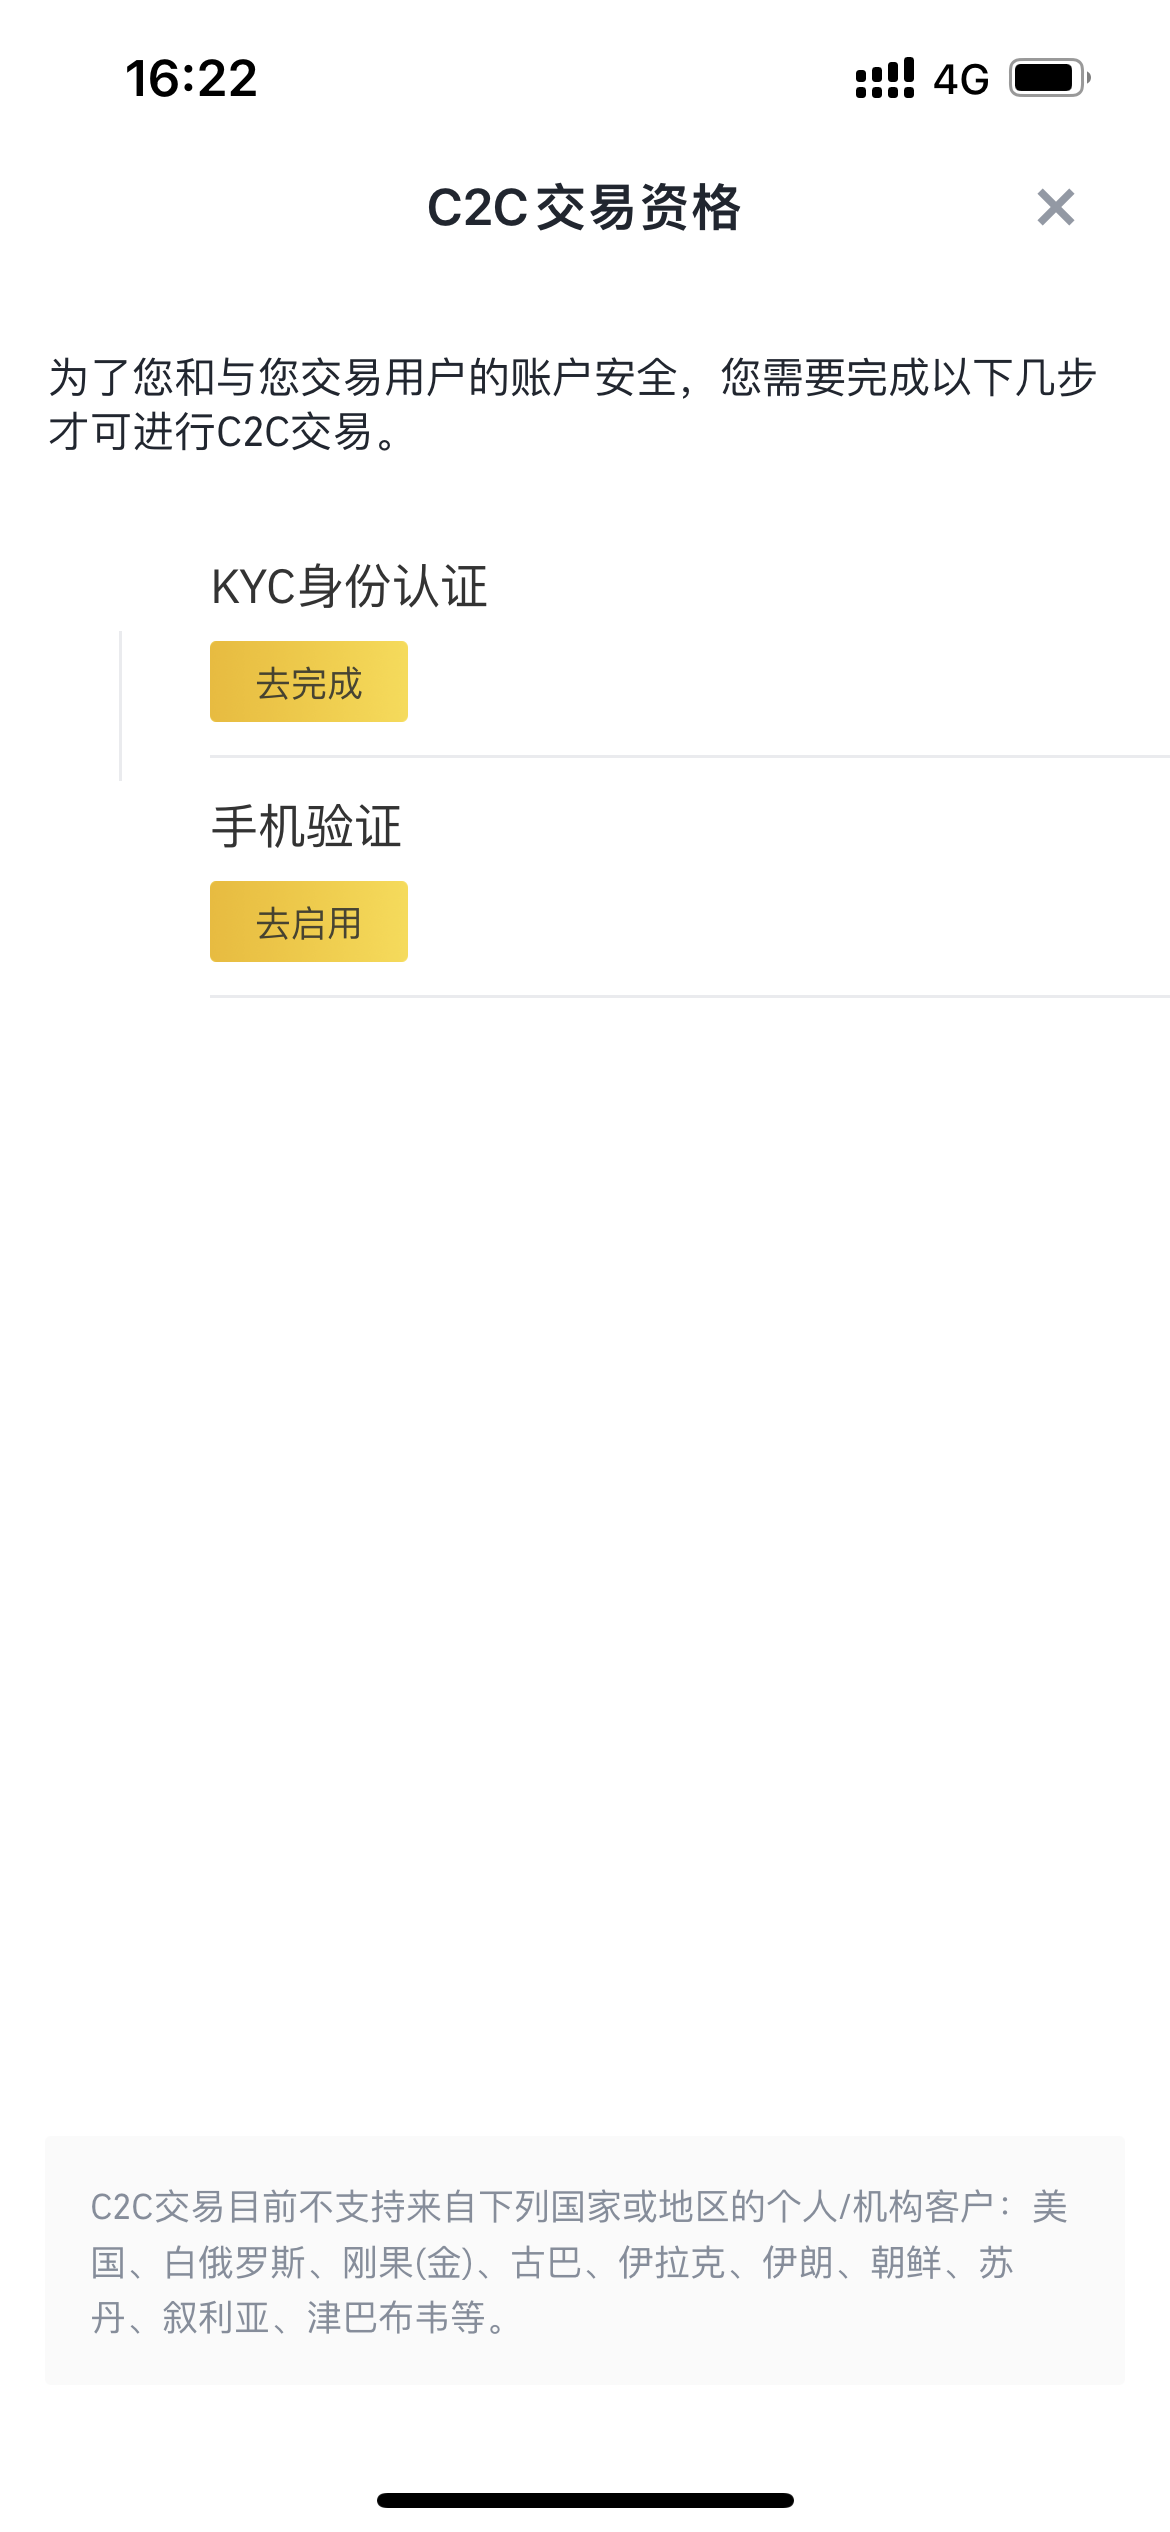 16:22
4G
C2C交易资格
为了您和与您交易用户的账户安全，您需要完成以下几步
才可进行C2C交易。
KYC身份认证
去完成
手机验证
去启用
C2C交易目前不支持来自下列国家或地区的个人/机构客户：美
国、白俄罗斯、刚果(金)、古巴、伊拉克、伊朗、朝鲜、苏
丹、叙利亚、津巴布韦等。